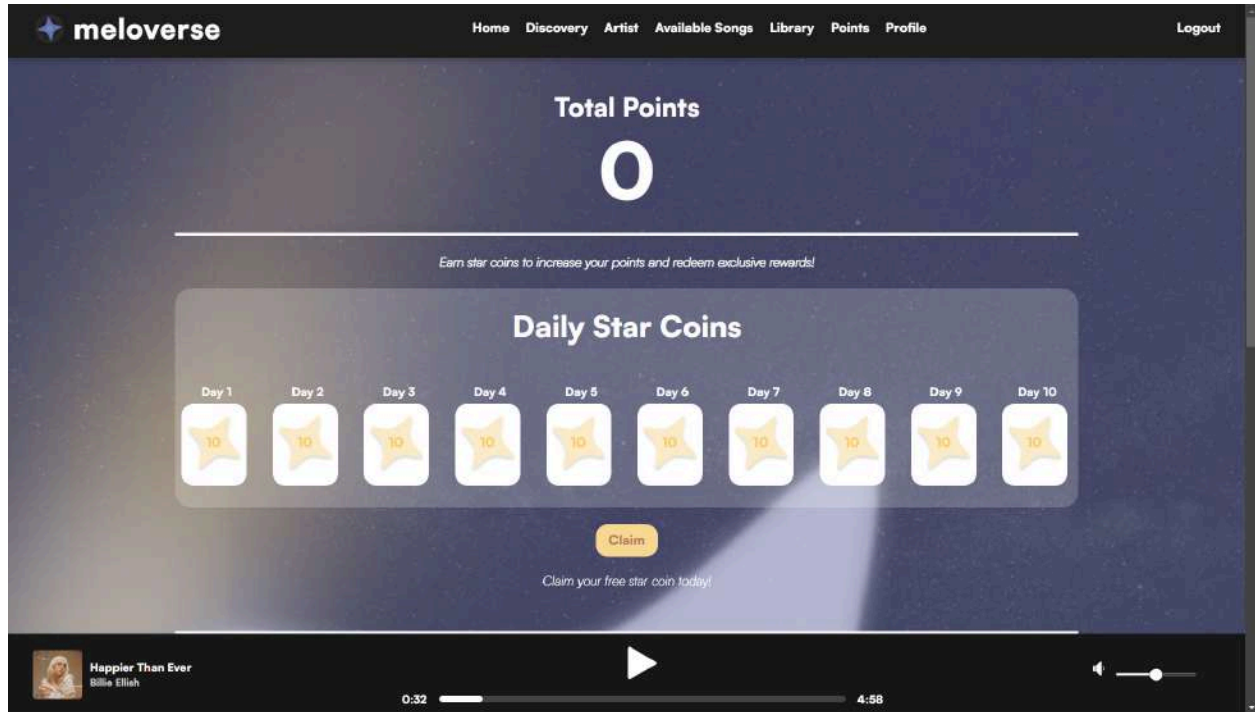 meloverse
Home Discovery Artist Available Songs Library Points Profile
Logout
Total Points
0
Earn star coins to increase your points and redeem exclusive rewards!
Daily Star Coins
Day 1 Day 2 Day 3 Day 4 Day 5 Day 6 Day 7 Day 8 Day 9 Day 10
10 10 10 10 10 10 10 10 10 10
Claim
Claim your free star coin today!
Happier Than Ever
Billie Ellish
0:32
4:58